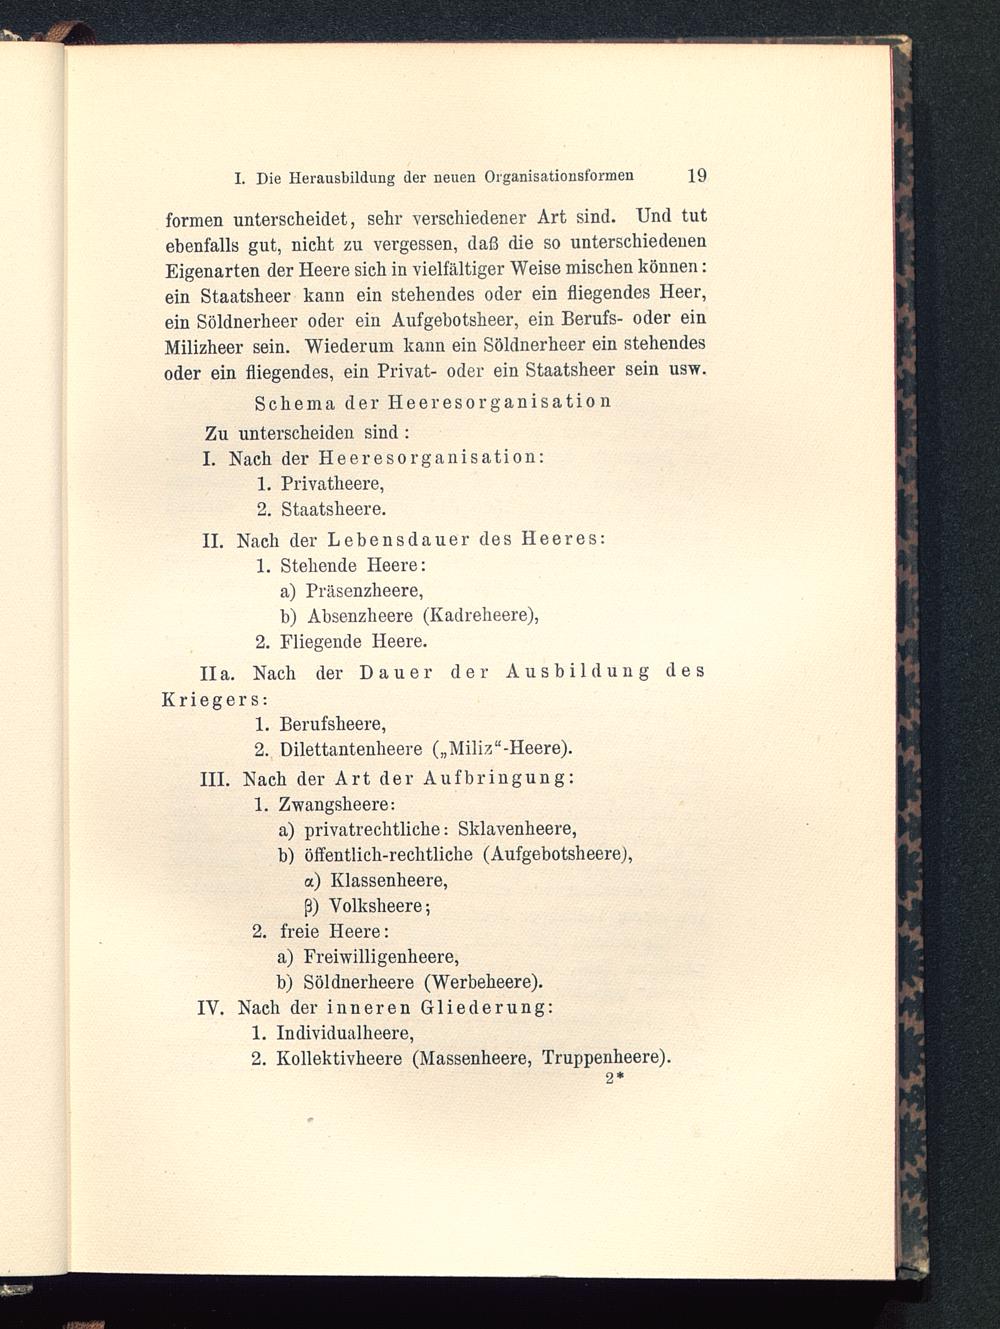 I. Die Herausbildung der neuen Organisationsformen 19
formen unterscheidet, sehr verschiedener Art sind. Und tut
ebenfalls gut, nicht zu vergessen, daß die so unterschiedenen
Eigenarten der Heere sich in vielfältiger Weise mischen können:
ein Staatsheer kann ein stehendes oder ein fliegendes Heer,
ein Söldnerheer oder ein Aufgebotsheer, ein Berufs- oder ein
Milizheer sein. Wiederum kann ein Söldnerheer ein stehendes
oder ein fliegendes, ein Privat- oder ein Staatsheer sein usw.
Schema der Heeresorganisation
Zu unterscheiden sind:
I. Nach der Heeresorganisation:
1. Privatheere,
2. Staatsheere.
II. Nach der Lebensdauer des Heeres:
1. Stehende Heere:
a) Präsenzheere,
b) Absenzheere (Kadreheere),
2. Fliegende Heere.
IIa. Nach der Dauer der Ausbildung des
Kriegers:
1. Berufsheere,
2. Dilettantenheere („Miliz“-Heere).
III. Nach der Art der Aufbringung:
1. Zwangsheere:
a) privatrechtliche: Sklavenheere,
b) öffentlich-rechtliche (Aufgebotsheere),
α) Klassenheere,
β) Volksheere;
2. freie Heere:
a) Freiwilligenheere,
b) Söldnerheere (Werbeheere).
IV. Nach der inneren Gliederung:
1. Individualheere,
2. Kollektivheere (Massenheere, Truppenheere).
2*